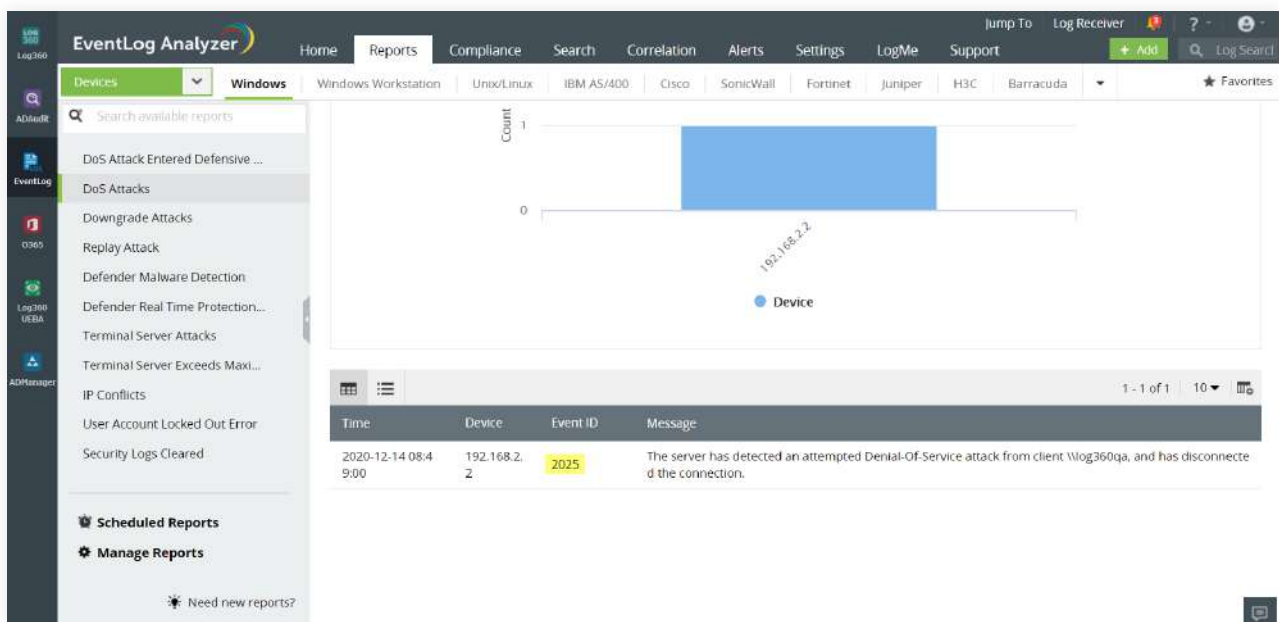 Jump To Log Receiver ?
LOG 360
Log360
EventLog Analyzer
Home Reports Compliance Search Correlation Alerts Settings LogMe Support
+ Add
Log Search
Devices
Windows Windows Workstation Unix/Linux IBM AS/400 Cisco SonicWall Fortinet Juniper H3C Barracuda
Favorites
ADAudit
EventLog
O365
Log360 UEBA
ADManager
Search available reports
DoS Attack Entered Defensive ...
DoS Attacks
Downgrade Attacks
Replay Attack
Defender Malware Detection
Defender Real Time Protection...
Terminal Server Attacks
Terminal Server Exceeds Maxi...
IP Conflicts
User Account Locked Out Error
Security Logs Cleared
Scheduled Reports
Manage Reports
Need new reports?
Count
1
0
192.168.2.2
Device
1 - 1 of 1 10
Time Device Event ID Message
2020-12-14 08:4 192.168.2. 2025 The server has detected an attempted Denial-Of-Service attack from client \\log360qa, and has disconnecte
9:00 2 d the connection.